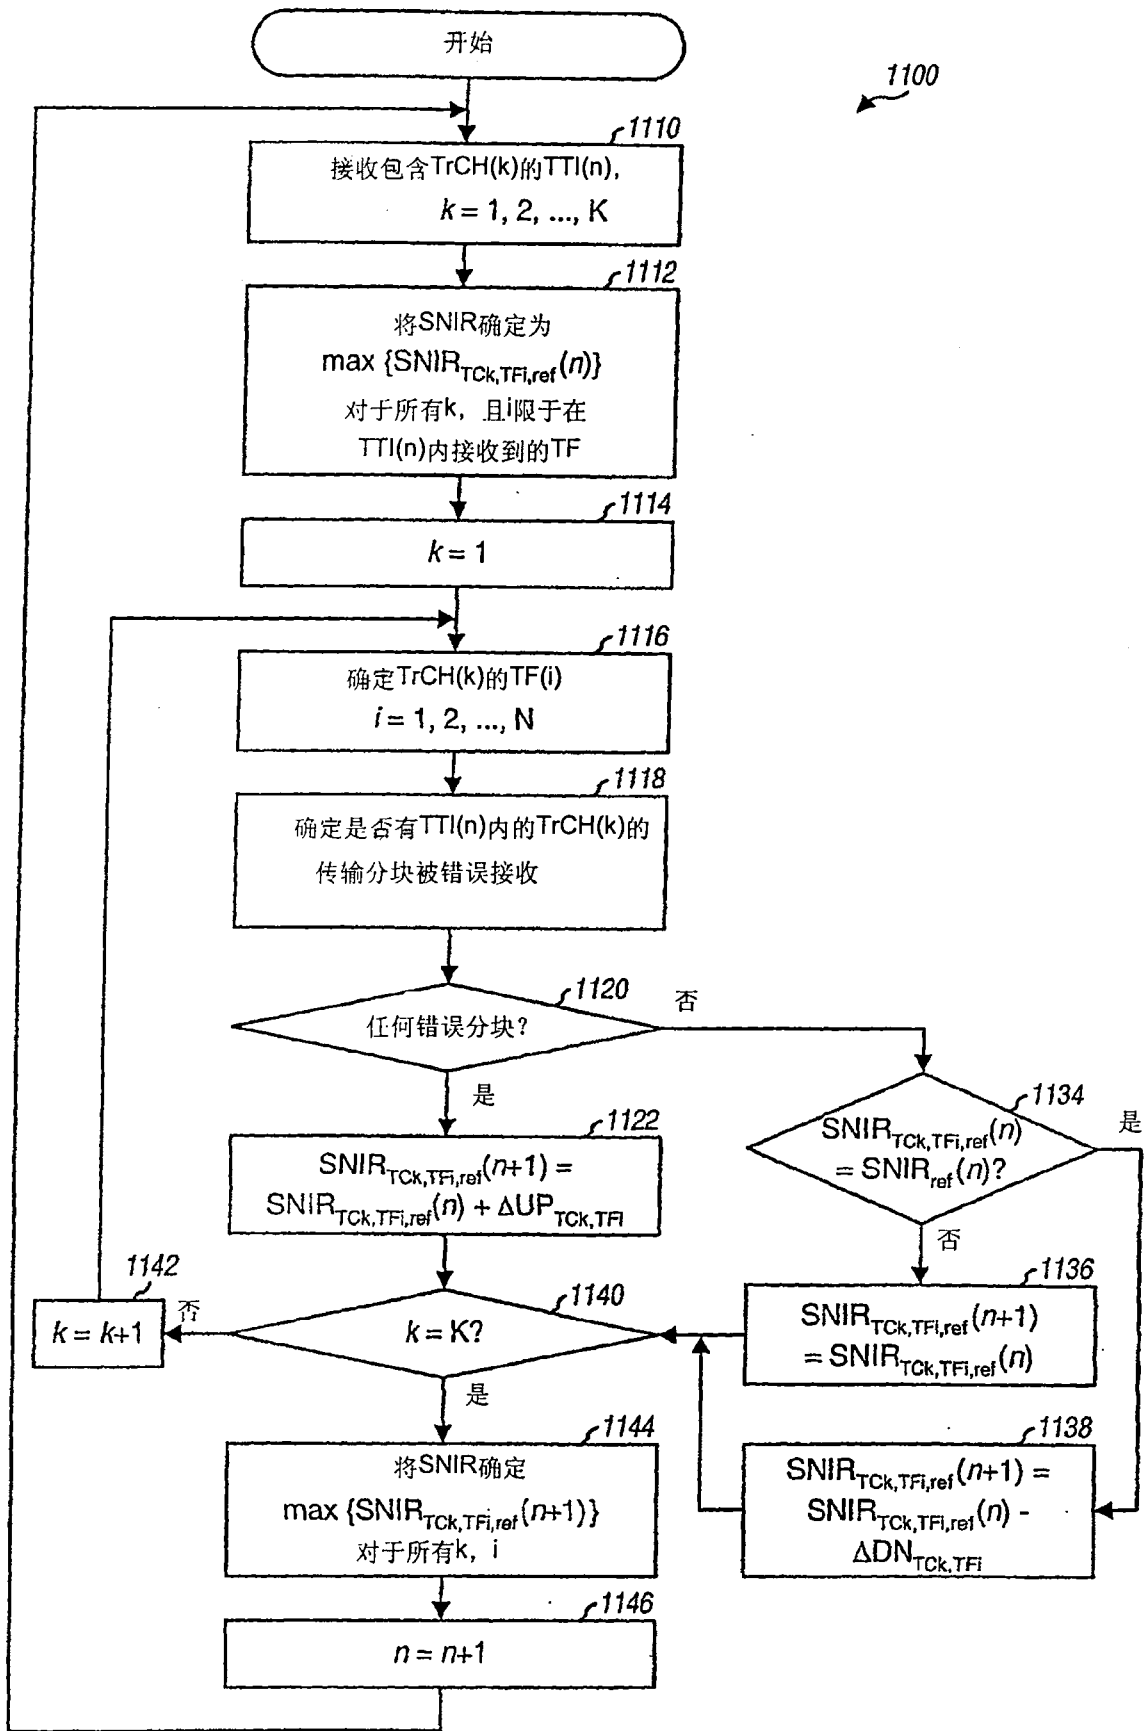 开始
1100
1110
接收包含TrCH(k)的TTI(n),
k = 1, 2, ..., K
1112
将SNIR确定为
max {SNIR_TCk,TFi,ref(n)}
对于所有k, 且i限于在
TTI(n)内接收到的TF
1114
k = 1
1116
确定TrCH(k)的TF(i)
i = 1, 2, ..., N
1118
确定是否有TTI(n)内的TrCH(k)的
传输分块被错误接收
1120
任何错误分块?
否
是
1134
SNIR_TCk,TFi,ref(n)
= SNIR_ref(n)?
是
否
1122
SNIR_TCk,TFi,ref(n+1) =
SNIR_TCk,TFi,ref(n) + ΔUP_TCk,TFi
1136
SNIR_TCk,TFi,ref(n+1)
= SNIR_TCk,TFi,ref(n)
1142
k = k+1
否
1140
k = K?
是
1138
SNIR_TCk,TFi,ref(n+1) =
SNIR_TCk,TFi,ref(n) -
ΔDN_TCk,TFi
1144
将SNIR确定
max {SNIR_TCk,TFi,ref(n+1)}
对于所有k, i
1146
n = n+1